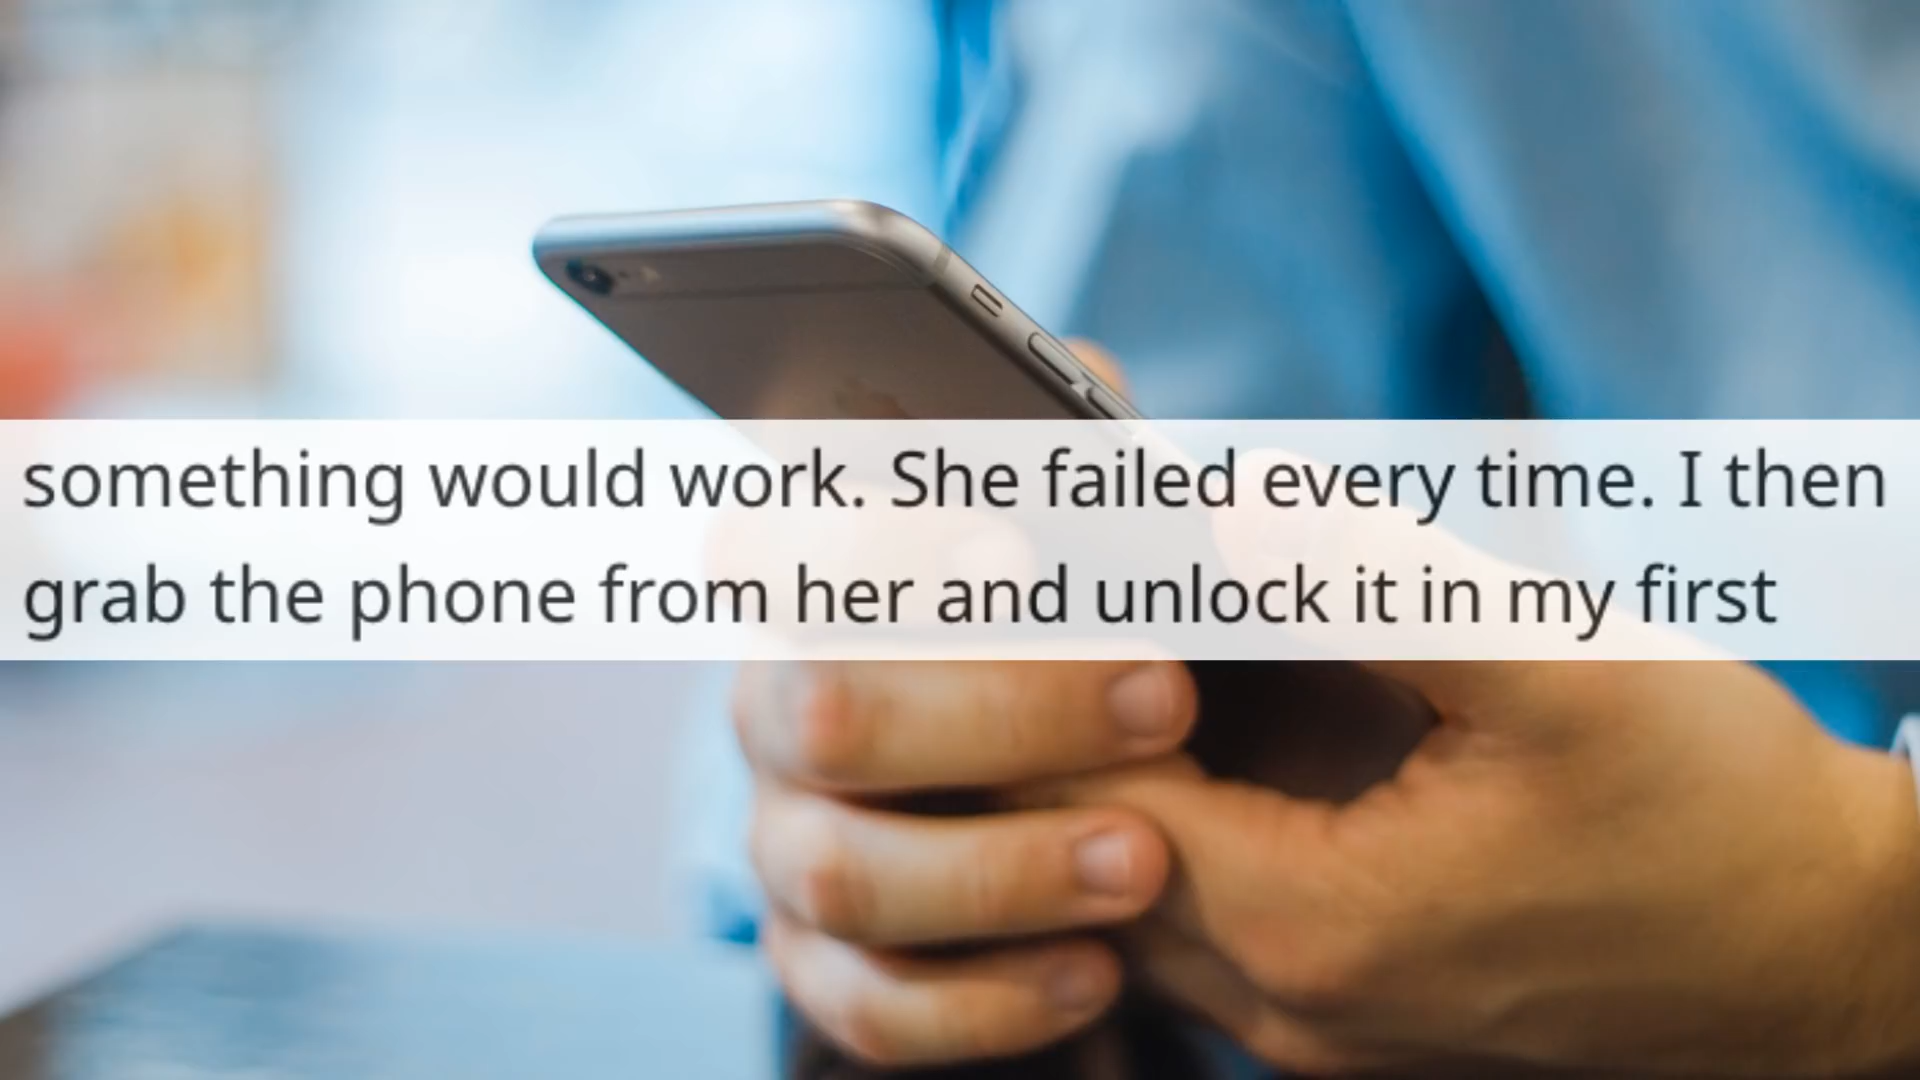 something would work. She failed every time. I then
grab the phone from her and unlock it in my first